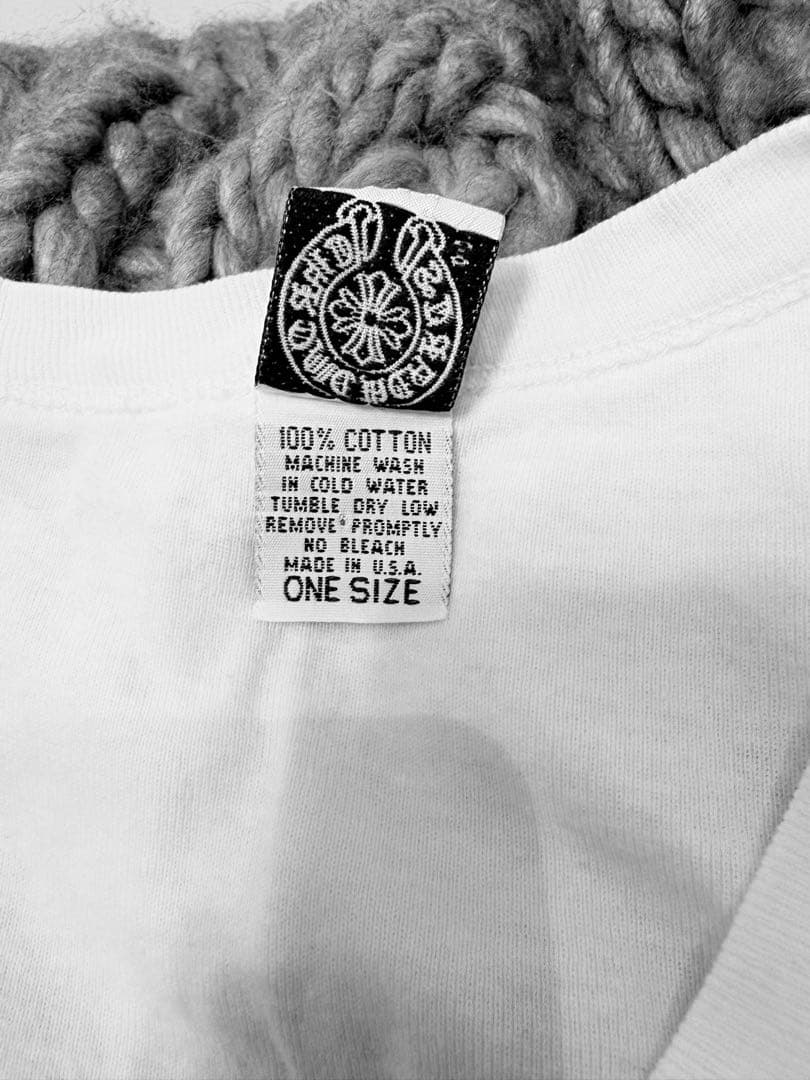 100% COTTON
MACHINE WASH
IN COLD WATER
TUMBLE DRY LOW
REMOVE PROMPTLY
NO BLEACH
MADE IN U.S.A.
ONE SIZE